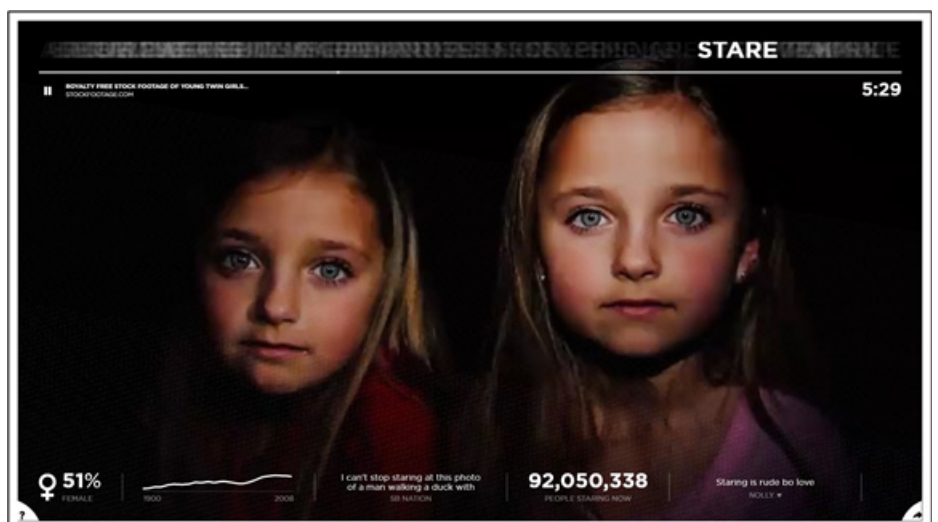 STARE
ROYALTY FREE STOCK FOOTAGE OF YOUNG TWIN GIRLS...
STOCKFOOTAGE.COM
5:29
51%
FEMALE
1900
2008
I can't stop staring at this photo
of a man walking a duck with
SB NATION
92,050,338
PEOPLE STARING NOW
Staring is rude bo love
NOLLY ♥
?